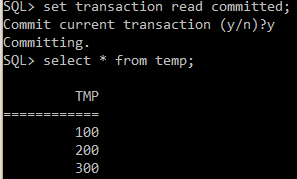 SQL> set transaction read committed;
Commit current transaction (y/n)?y
Committing.
SQL> select * from temp;
TMP
============
100
200
300